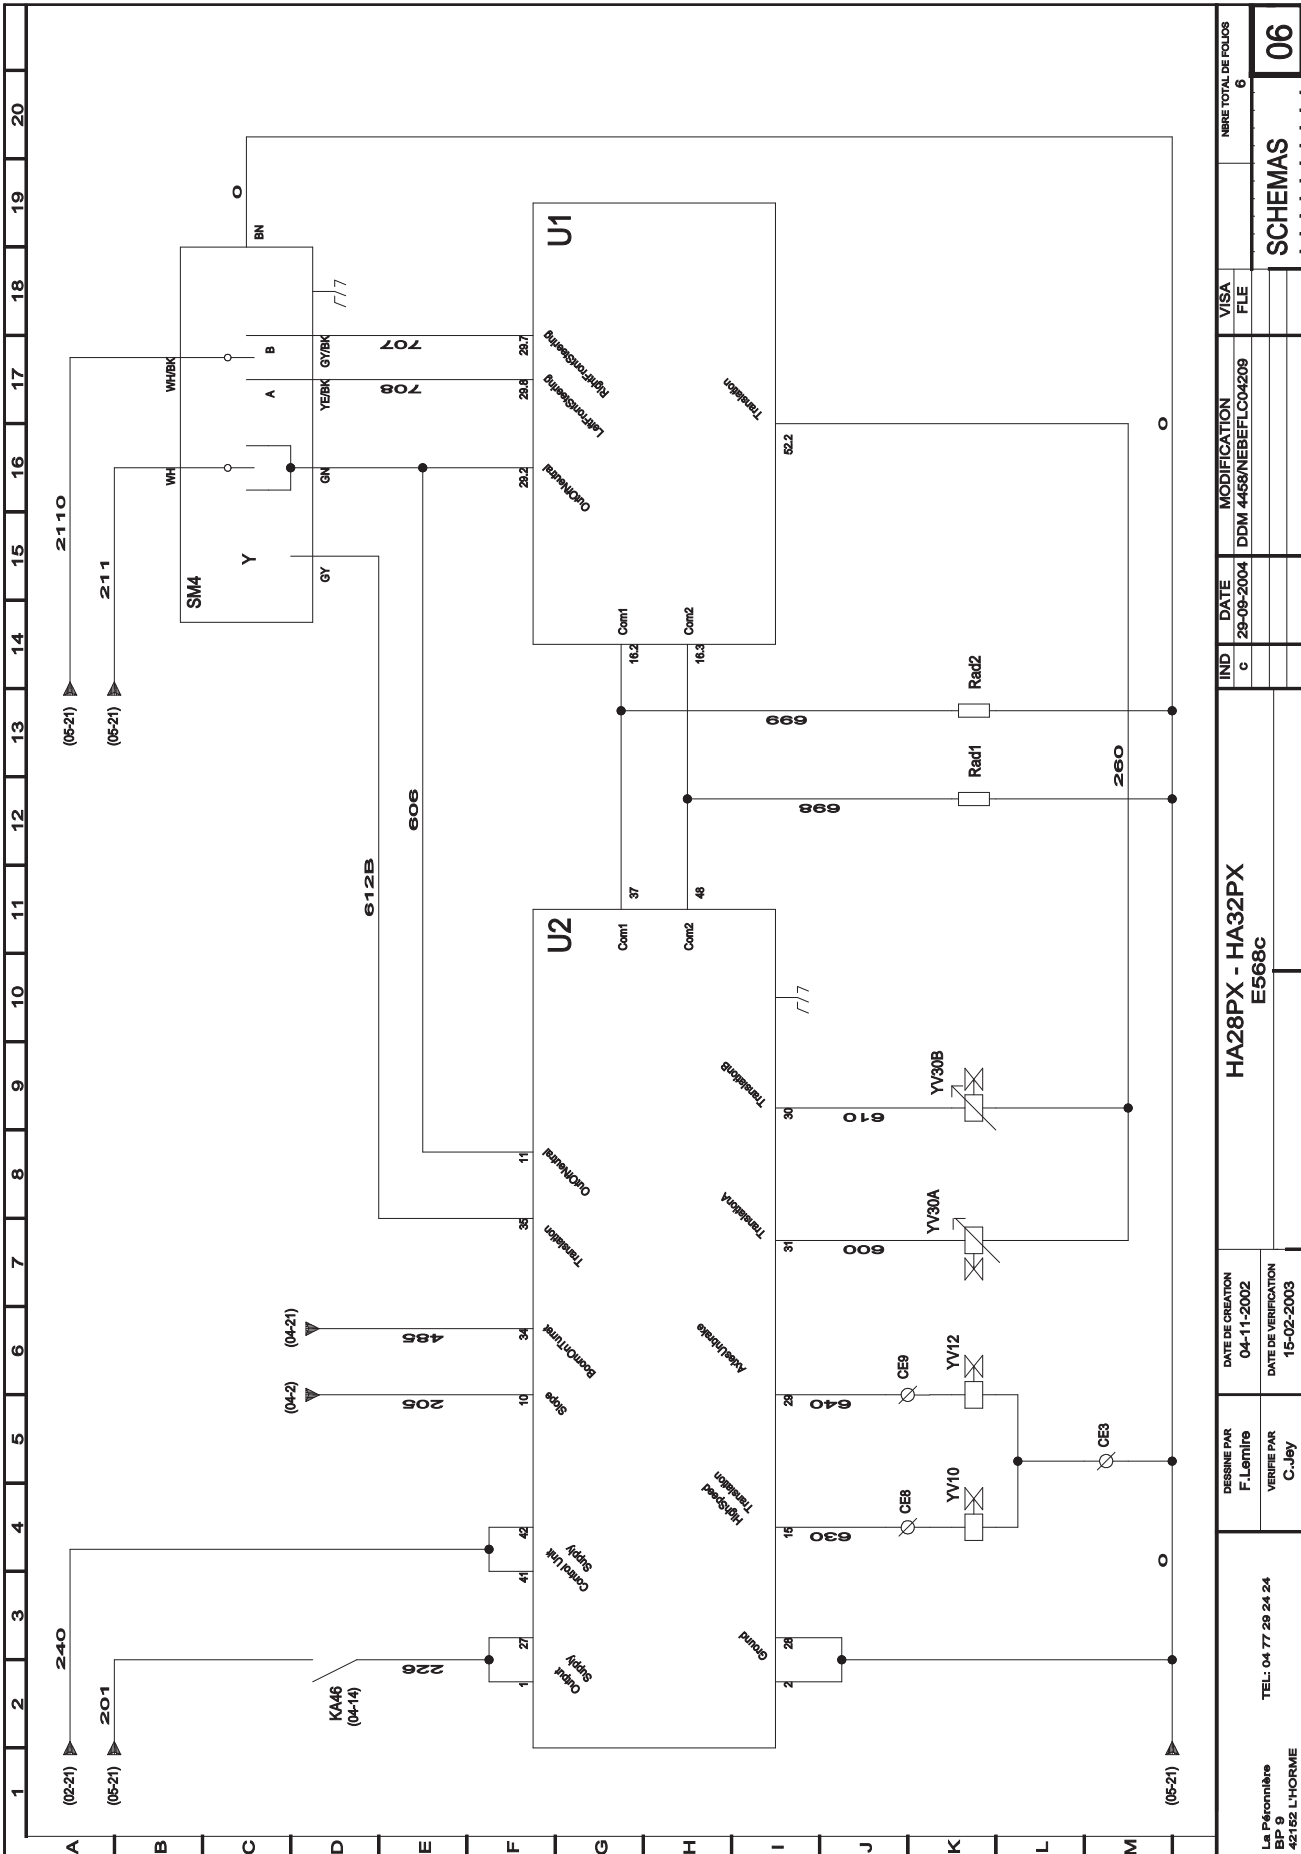 1 2 3 4 5 6 7 8 9 10 11 12 13 14 15 16 17 18 19 20
A
B
C
D
E
F
G
H
I
J
K
L
M
(02-21) 240
(05-21) 201
(05-21) 2110
(05-21) 211
KA46
(04-14)
226
(04-2)
205
(04-21)
485
612B
606
SM4
Y
A
B
WH
WH/BK
GY
GN
YE/BK
GY/BK
BN
0
708
707
U2
1
27
41
42
10
34
35
11
Output
Supply
Control Unit
Supply
Slope
BoomOnTurret
Translation
OutOfNeutral
Com1
37
Com2
48
Ground
HighSpeed
Translation
AxlesUnbrake
TranslationA
TranslationB
2
28
15
29
31
30
U1
29.2
29.8
29.7
OutOfNeutral
LeftFrontSteering
RightFrontSteering
Com1
16.2
Com2
16.3
Translation
52.2
630
640
600
610
698
699
CE8
CE9
YV10
YV12
YV30A
YV30B
Rad1
Rad2
CE3
260
(05-21)
0
0
La Péronnière
BP 9
42152 L'HORME
TEL: 04 77 29 24 24
DESSINE PAR
F.Lemire
VERIFIE PAR
C.Jey
DATE DE CREATION
04-11-2002
DATE DE VERIFICATION
15-02-2003
HA28PX - HA32PX
E568c
IND DATE MODIFICATION VISA
c 29-09-2004 DDM 4458/NEBEFLC04209 FLE
NBRE TOTAL DE FOLIOS
6
SCHEMAS
06